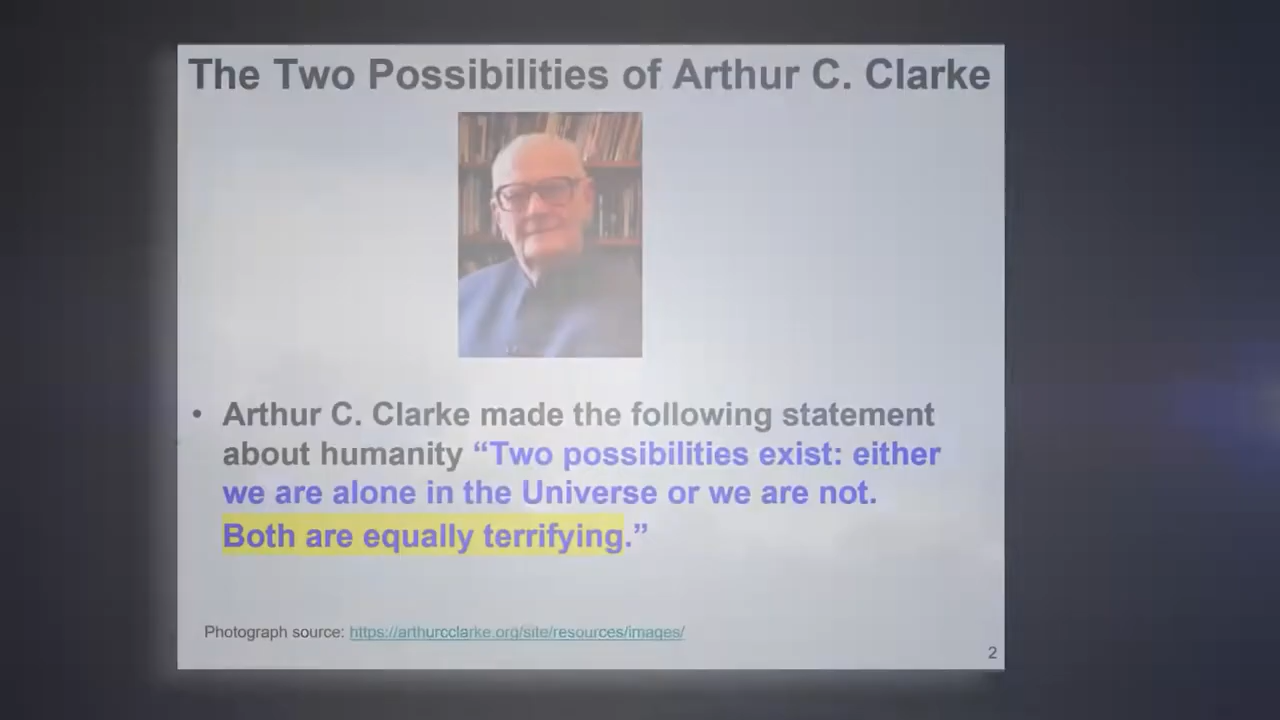 The Two Possibilities of Arthur C. Clarke
• Arthur C. Clarke made the following statement
about humanity “Two possibilities exist: either
we are alone in the Universe or we are not.
Both are equally terrifying.”
Photograph source: https://arthurcclarke.org/site/resources/images/
2